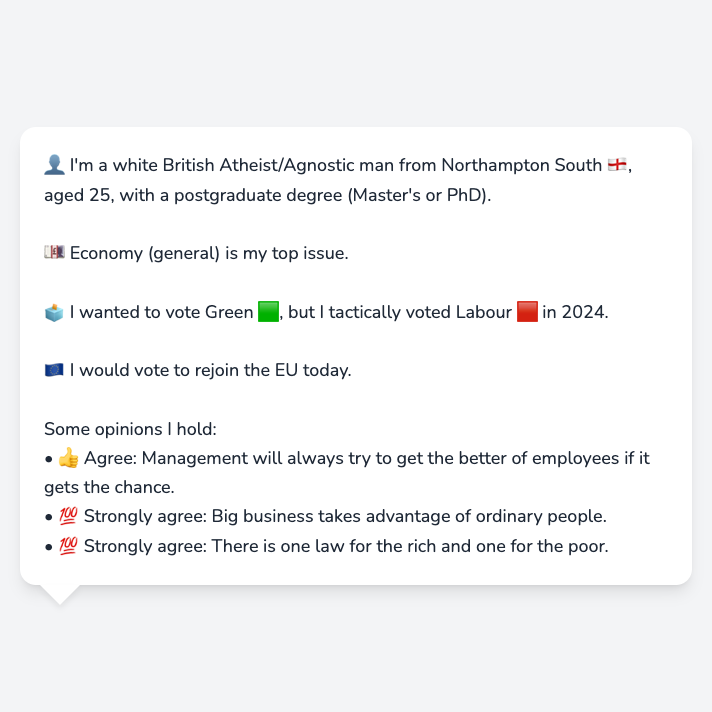 👤 I'm a white British Atheist/Agnostic man from Northampton South 🏴󠁧󠁢󠁥󠁮󠁧󠁿,
aged 25, with a postgraduate degree (Master's or PhD).
💷 Economy (general) is my top issue.
🗳️ I wanted to vote Green 🟩, but I tactically voted Labour 🟥 in 2024.
🇪🇺 I would vote to rejoin the EU today.
Some opinions I hold:
• 👍 Agree: Management will always try to get the better of employees if it
gets the chance.
• 💯 Strongly agree: Big business takes advantage of ordinary people.
• 💯 Strongly agree: There is one law for the rich and one for the poor.